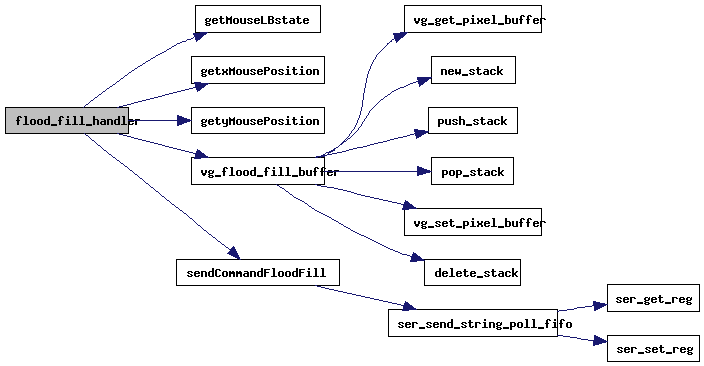 getMouseLBstate
getxMousePosition
getyMousePosition
flood_fill_handler
vg_flood_fill_buffer
sendCommandFloodFill
vg_get_pixel_buffer
new_stack
push_stack
pop_stack
vg_set_pixel_buffer
delete_stack
ser_send_string_poll_fifo
ser_get_reg
ser_set_reg